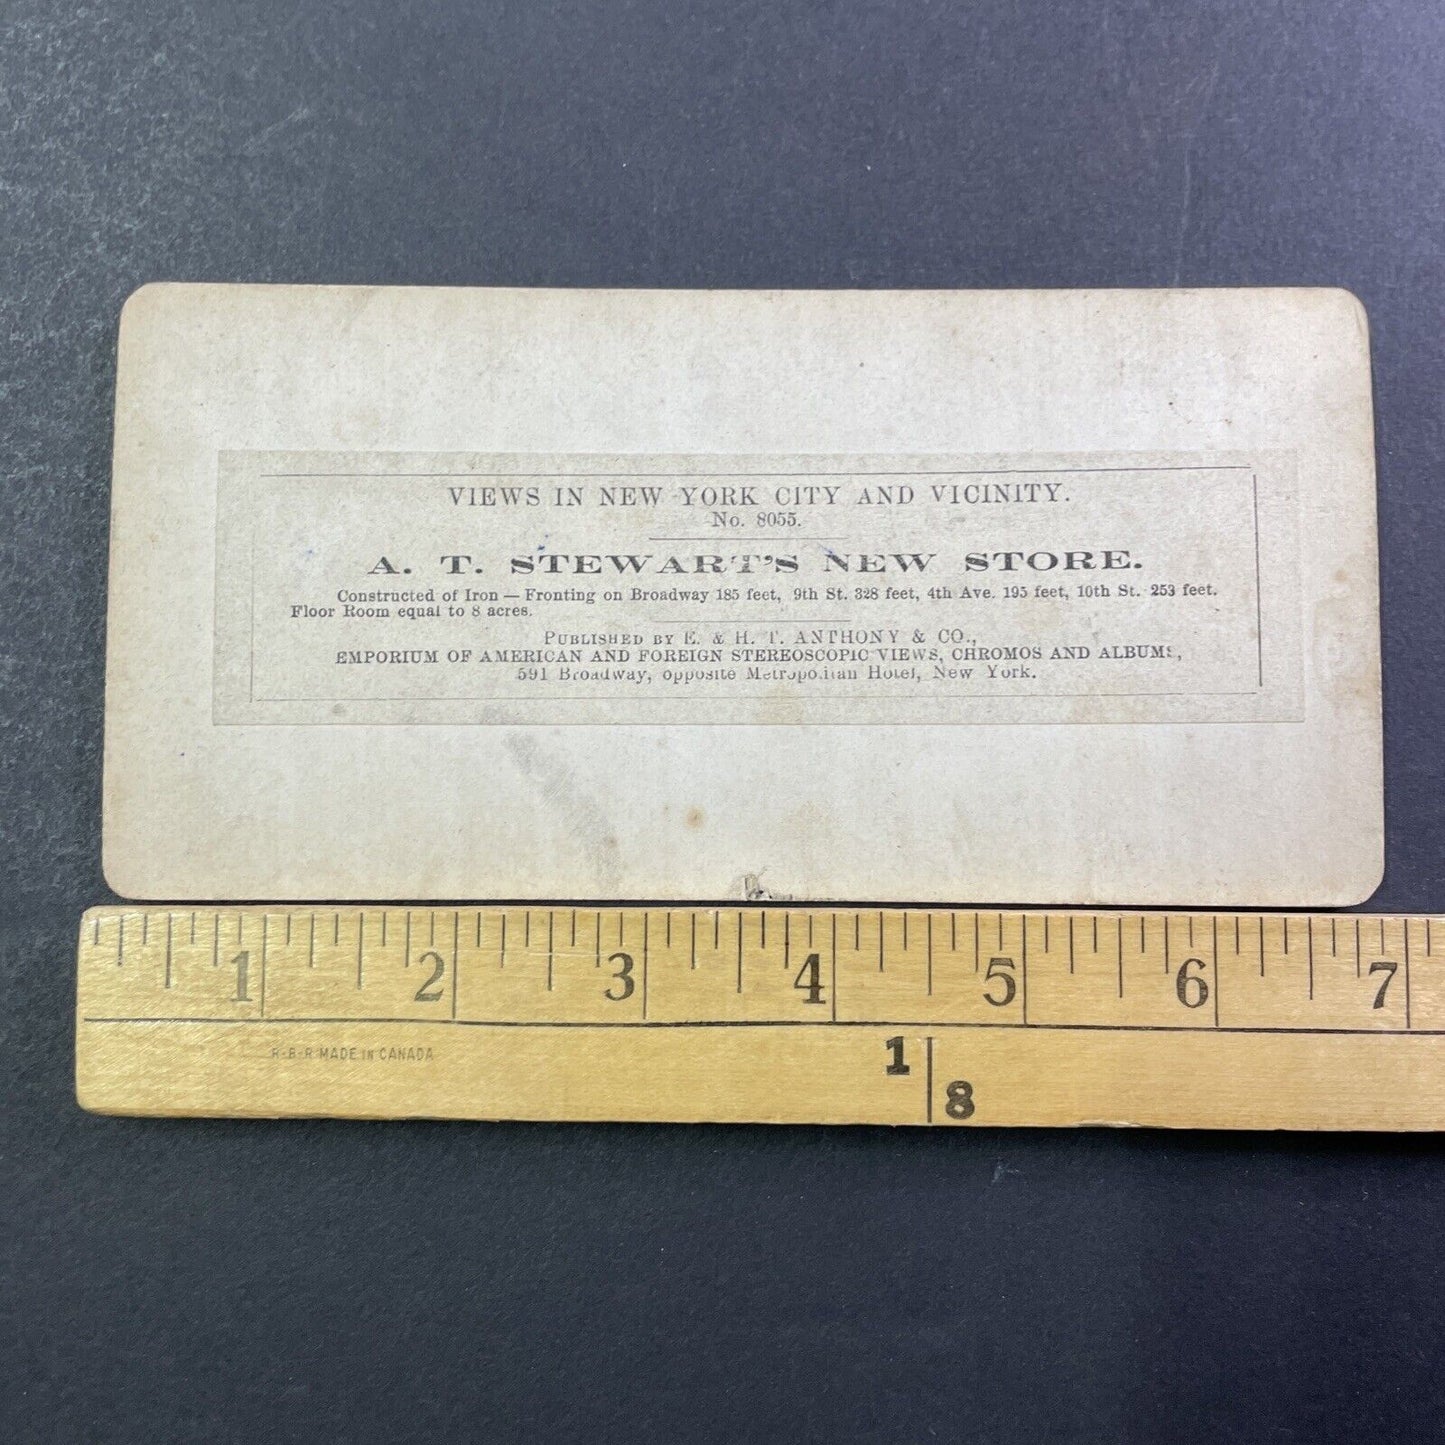 VIEWS IN NEW YORK CITY AND VICINITY.
No. 8055.
A. T. STEWART'S NEW STORE.
Constructed of Iron — Fronting on Broadway 185 feet, 9th St. 328 feet, 4th Ave. 195 feet, 10th St. 253 feet.
Floor Room equal to 8 acres.
PUBLISHED BY E. & H. T. ANTHONY & CO.,
EMPORIUM OF AMERICAN AND FOREIGN STEREOSCOPIC VIEWS, CHROMOS AND ALBUMS,
591 Broadway, opposite Metropolitan Hotel, New York.
1 2 3 4 5 6 7
R-B-R MADE IN CANADA
1
8